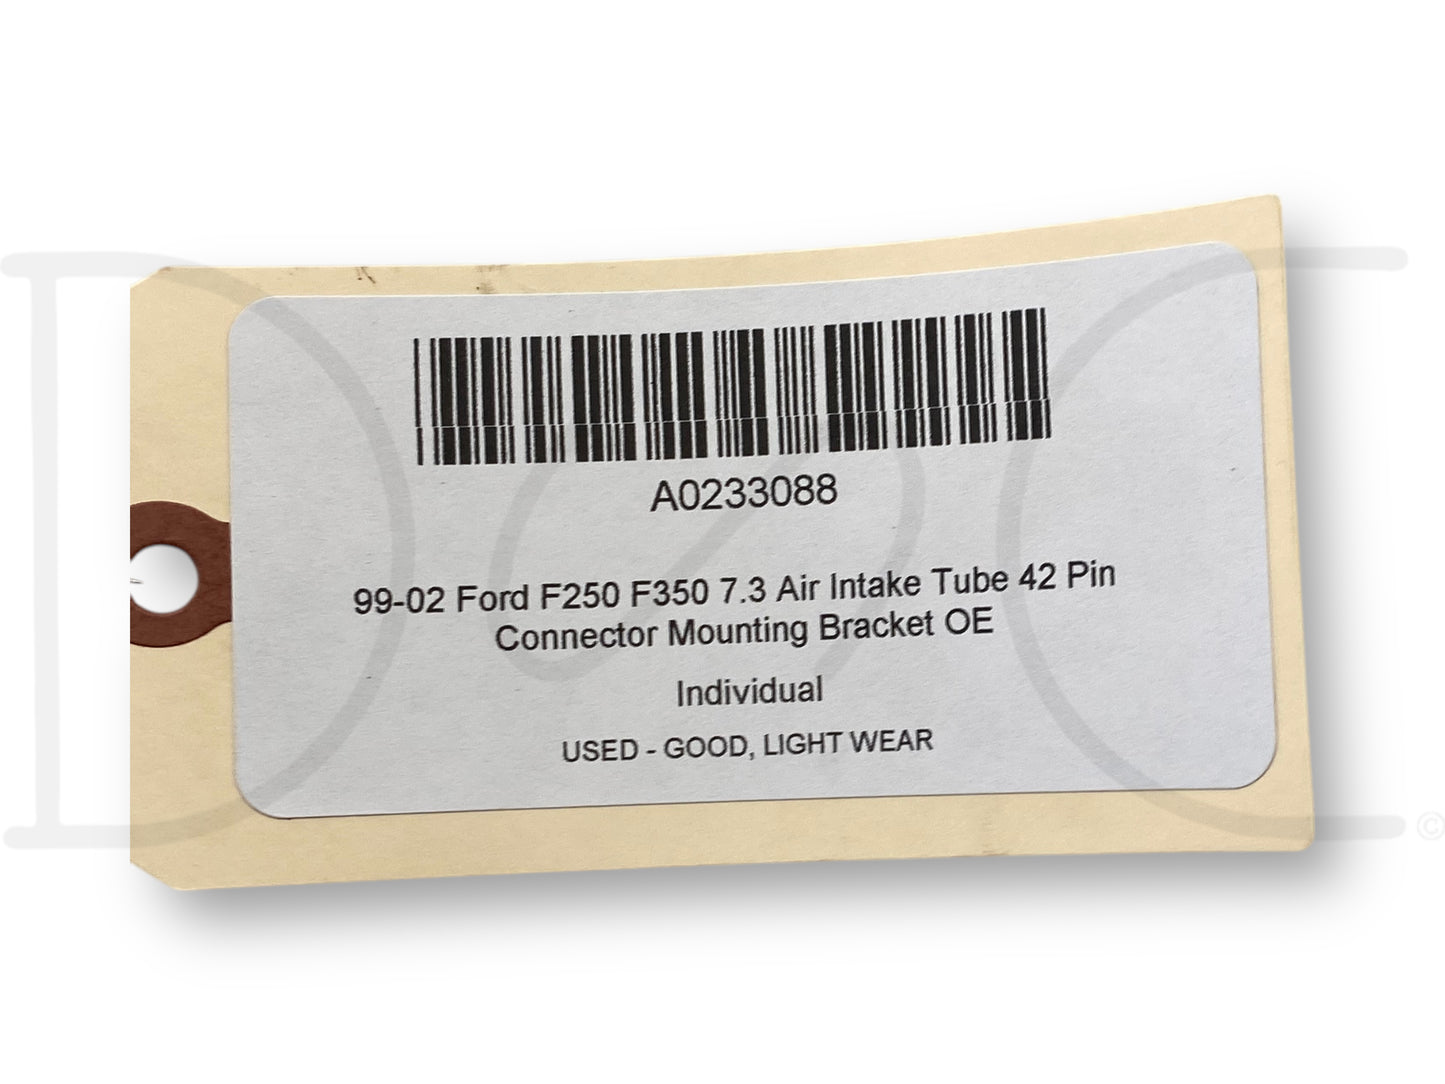 A0233088
99-02 Ford F250 F350 7.3 Air Intake Tube 42 Pin
Connector Mounting Bracket OE
Individual
USED - GOOD, LIGHT WEAR
©